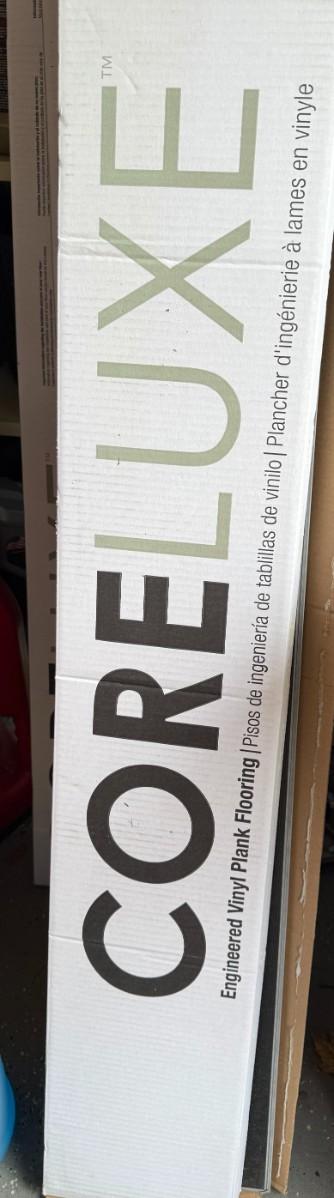 CORELUXE™
Engineered Vinyl Plank Flooring | Pisos de ingeniería de tablillas de vinilo | Plancher d'ingénierie à lames en vinyle